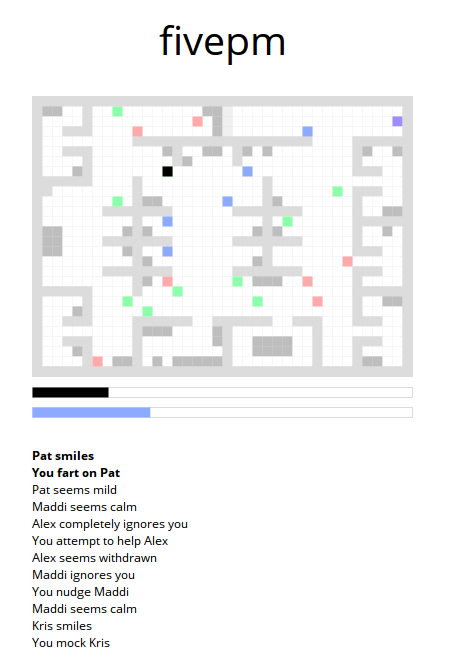 fivepm
Pat smiles
You fart on Pat
Pat seems mild
Maddi seems calm
Alex completely ignores you
You attempt to help Alex
Alex seems withdrawn
Maddi ignores you
You nudge Maddi
Maddi seems calm
Kris smiles
You mock Kris